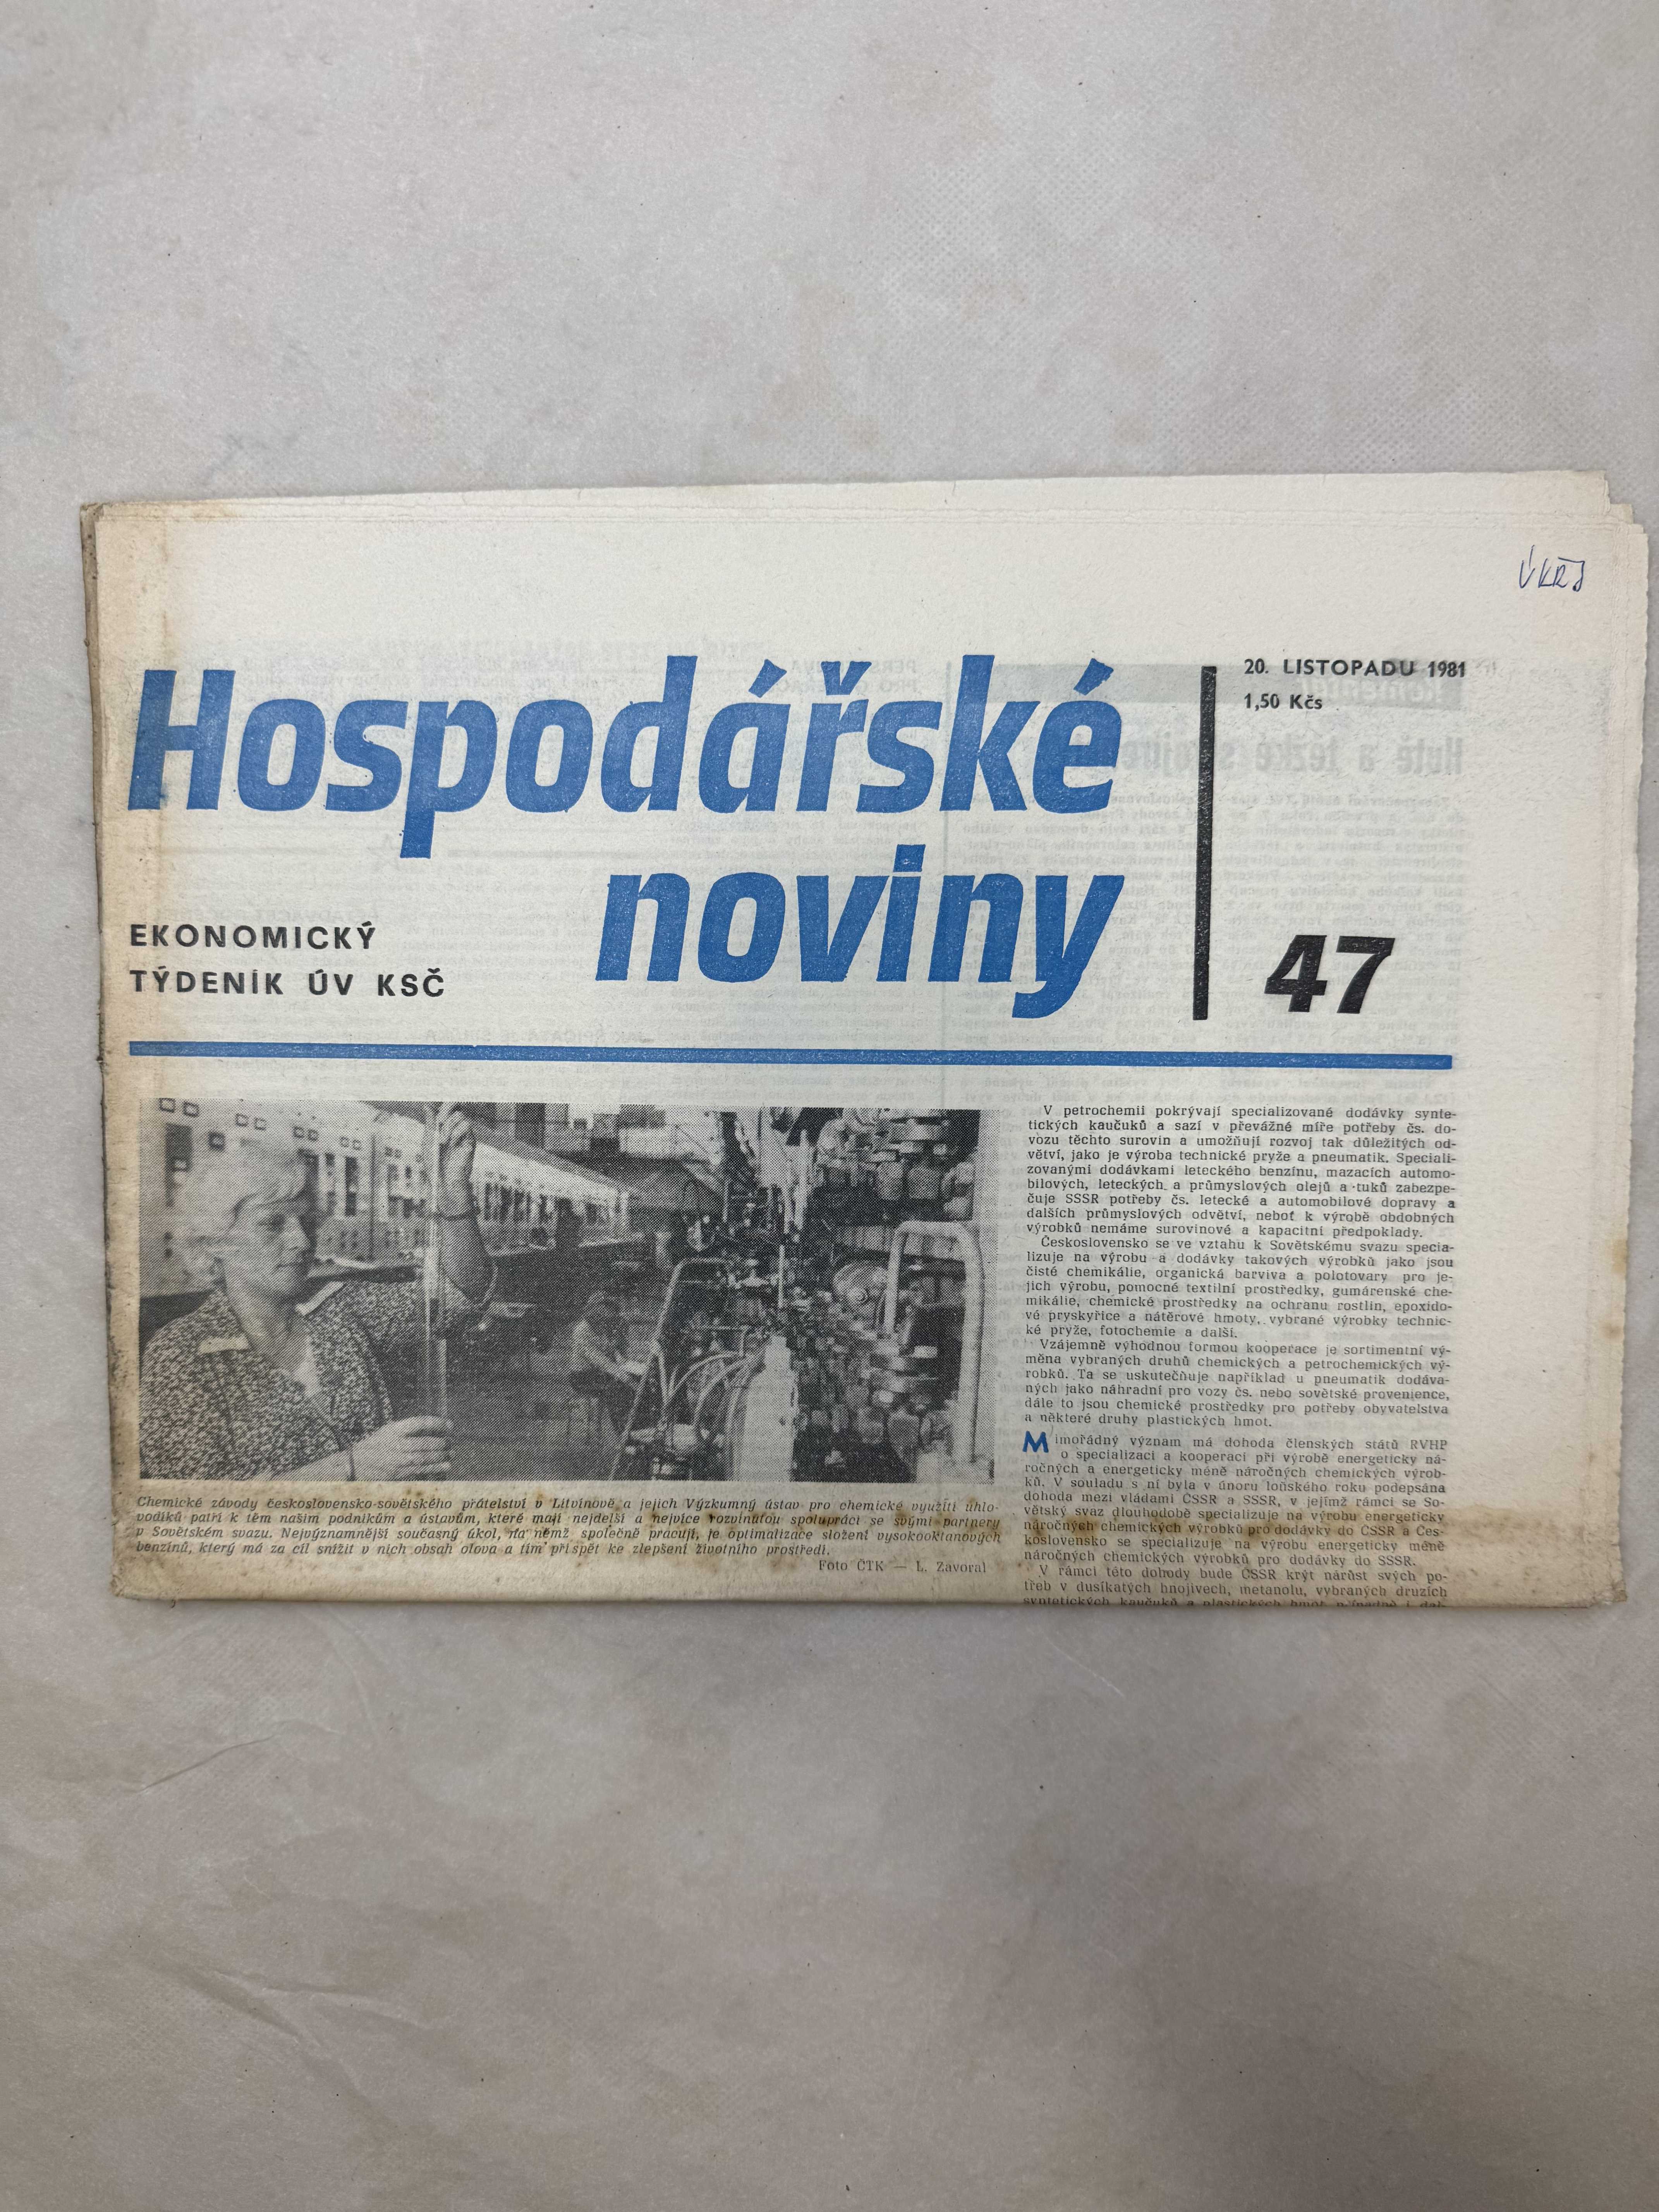 Hospodářské
noviny
EKONOMICKÝ
TÝDENÍK ÚV KSČ
20. LISTOPADU 1981
1,50 Kčs
47
Chemické závody československo-sovětského přátelství v Litvínově a jejich Výzkumný ústav pro chemické využití uhlo-
vodíků patří k těm našim podnikům a ústavům, které mají nejdelší a nejvíce rozvinutou spolupráci se svými partnery
v Sovětském svazu. Nejvýznamnější současný úkol, na němž společně pracují, je optimalizace složení vysokooktanových
benzínů, který má za cíl snížit v nich obsah olova a tím přispět ke zlepšení životního prostředí.
Foto ČTK — L. Zavoral
V petrochemii pokrývají specializované dodávky synte-
tických kaučuků a sazí v převážné míře potřeby čs. do-
vozu těchto surovin a umožňují rozvoj tak důležitých od-
větví, jako je výroba technické pryže a pneumatik. Speciali-
zovanými dodávkami leteckého benzínu, mazacích automo-
bilových, leteckých a průmyslových olejů a tuků zabezpe-
čuje SSSR potřeby čs. letecké a automobilové dopravy a
dalších průmyslových odvětví, neboť k výrobě obdobných
výrobků nemáme surovinové a kapacitní předpoklady.
Československo se ve vztahu k Sovětskému svazu specia-
lizuje na výrobu a dodávky takových výrobků jako jsou
čisté chemikálie, organická barviva a polotovary pro je-
jich výrobu, pomocné textilní prostředky, gumárenské che-
mikálie, chemické prostředky na ochranu rostlin, epoxido-
vé pryskyřice a nátěrové hmoty, vybrané výrobky technic-
ké pryže, fotochemie a další.
Vzájemně výhodnou formou kooperace je sortimentní vý-
měna vybraných druhů chemických a petrochemických vý-
robků. Ta se uskutečňuje například u pneumatik dodáva-
ných jako náhradní pro vozy čs. nebo sovětské provenience,
dále to jsou chemické prostředky pro potřeby obyvatelstva
a některé druhy plastických hmot.
Mimořádný význam má dohoda členských států RVHP
o specializaci a kooperaci při výrobě energeticky ná-
ročných a energeticky méně náročných chemických výrob-
ků. V souladu s ní byla v únoru loňského roku podepsána
dohoda mezi vládami ČSSR a SSSR, v jejímž rámci se So-
větský svaz dlouhodobě specializuje na výrobu energeticky
náročných chemických výrobků pro dodávky do ČSSR a Čes-
koslovensko se specializuje na výrobu energeticky méně
náročných chemických výrobků pro dodávky do SSSR.
V rámci této dohody bude ČSSR krýt nárůst svých po-
třeb v dusíkatých hnojivech, metanolu, vybraných druzích
syntetických kaučuků a plastických hmot